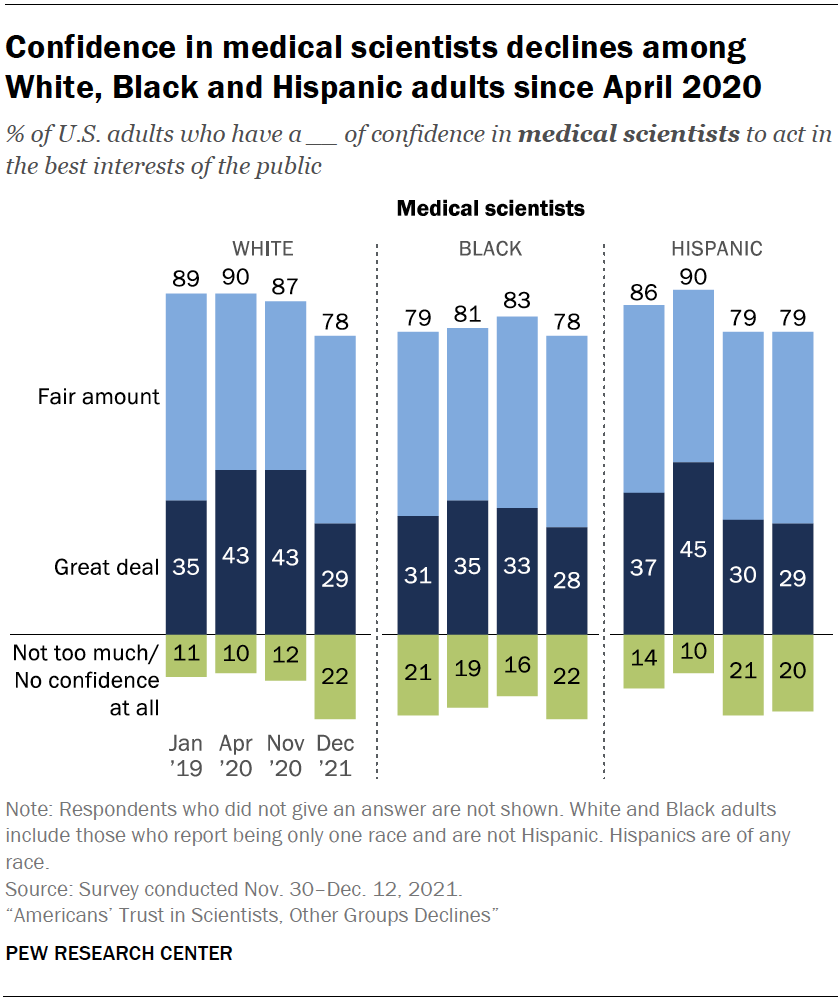 Confidence in medical scientists declines among
White, Black and Hispanic adults since April 2020
% of U.S. adults who have a __ of confidence in medical scientists to act in
the best interests of the public
Medical scientists
WHITE BLACK HISPANIC
89 90 87 78 79 81 83 78 86 90 79 79
Fair amount
Great deal 35 43 43 29 31 35 33 28 37 45 30 29
Not too much/
No confidence
at all
11 10 12 22 21 19 16 22 14 10 21 20
Jan Apr Nov Dec
’19 ’20 ’20 ’21
Note: Respondents who did not give an answer are not shown. White and Black adults
include those who report being only one race and are not Hispanic. Hispanics are of any
race.
Source: Survey conducted Nov. 30–Dec. 12, 2021.
“Americans’ Trust in Scientists, Other Groups Declines”
PEW RESEARCH CENTER